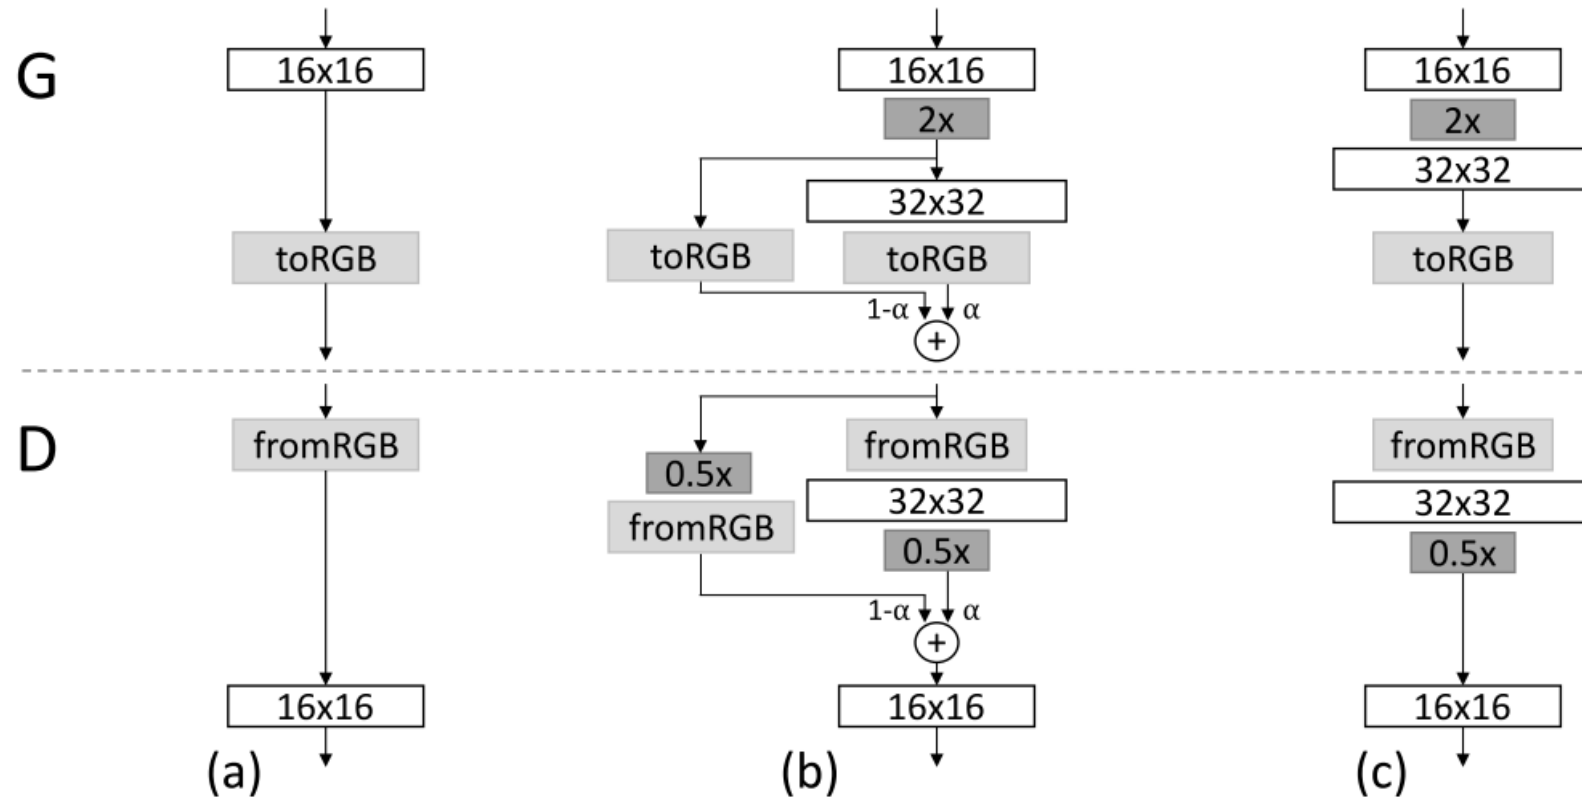 G
16x16
toRGB
16x16
2x
32x32
toRGB
toRGB
1-α
α
+
16x16
2x
32x32
toRGB
D
fromRGB
16x16
(a)
fromRGB
0.5x
fromRGB
32x32
0.5x
1-α
α
+
16x16
(b)
fromRGB
32x32
0.5x
16x16
(c)